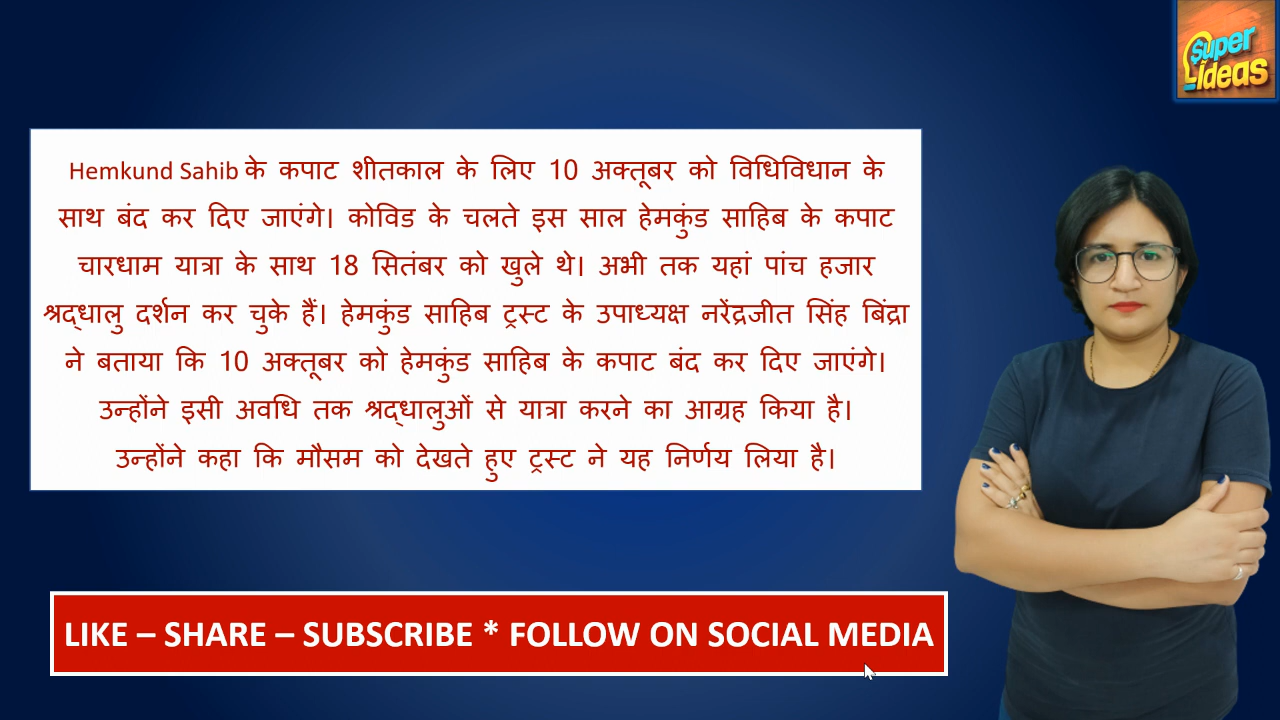 Super
Ideas
Hemkund Sahib के कपाट शीतकाल के लिए 10 अक्तूबर को विधिविधान के
साथ बंद कर दिए जाएंगे। कोविड के चलते इस साल हेमकुंड साहिब के कपाट
चारधाम यात्रा के साथ 18 सितंबर को खुले थे। अभी तक यहां पांच हजार
श्रद्धालु दर्शन कर चुके हैं। हेमकुंड साहिब ट्रस्ट के उपाध्यक्ष नरेंद्रजीत सिंह बिंद्रा
ने बताया कि 10 अक्तूबर को हेमकुंड साहिब के कपाट बंद कर दिए जाएंगे।
उन्होंने इसी अवधि तक श्रद्धालुओं से यात्रा करने का आग्रह किया है।
उन्होंने कहा कि मौसम को देखते हुए ट्रस्ट ने यह निर्णय लिया है।
LIKE – SHARE – SUBSCRIBE * FOLLOW ON SOCIAL MEDIA